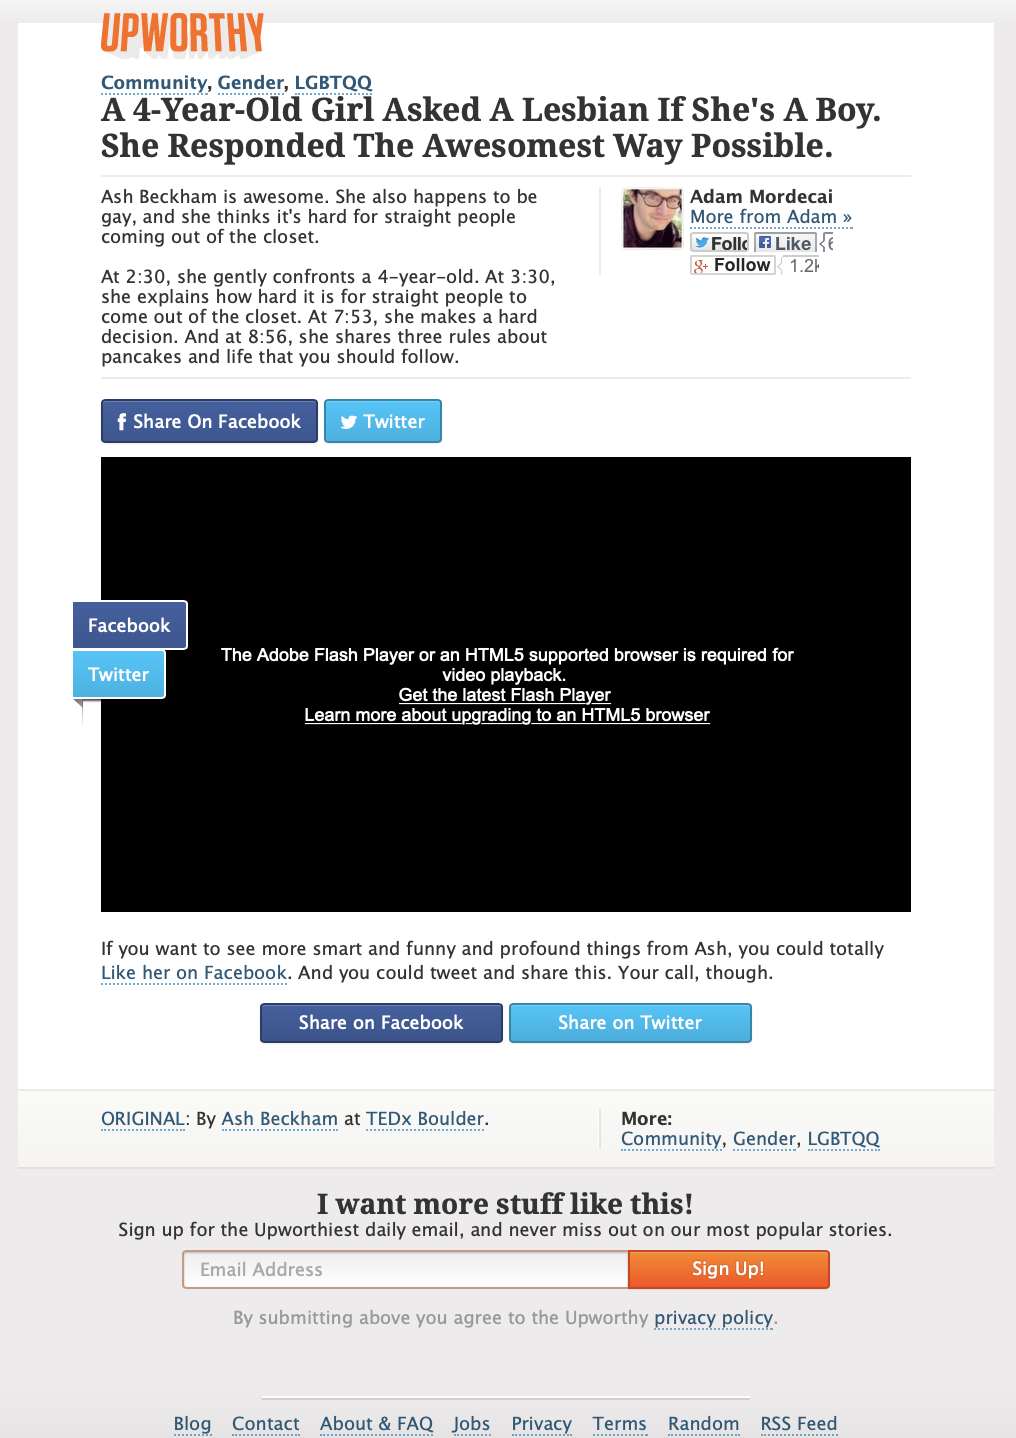 UPWORTHY
Community, Gender, LGBTQQ
A 4-Year-Old Girl Asked A Lesbian If She's A Boy.
She Responded The Awesomest Way Possible.
Ash Beckham is awesome. She also happens to be
gay, and she thinks it's hard for straight people
coming out of the closet.
At 2:30, she gently confronts a 4-year-old. At 3:30,
she explains how hard it is for straight people to
come out of the closet. At 7:53, she makes a hard
decision. And at 8:56, she shares three rules about
pancakes and life that you should follow.
Adam Mordecai
More from Adam »
Like
Follow
Share On Facebook Twitter
Facebook
Twitter
The Adobe Flash Player or an HTML5 supported browser is required for
video playback.
Get the latest Flash Player
Learn more about upgrading to an HTML5 browser
If you want to see more smart and funny and profound things from Ash, you could totally
Like her on Facebook. And you could tweet and share this. Your call, though.
Share on Facebook Share on Twitter
ORIGINAL: By Ash Beckham at TEDx Boulder.
More:
Community, Gender, LGBTQQ
I want more stuff like this!
Sign up for the Upworthiest daily email, and never miss out on our most popular stories.
Email Address Sign Up!
By submitting above you agree to the Upworthy privacy policy.
Blog Contact About & FAQ Jobs Privacy Terms Random RSS Feed